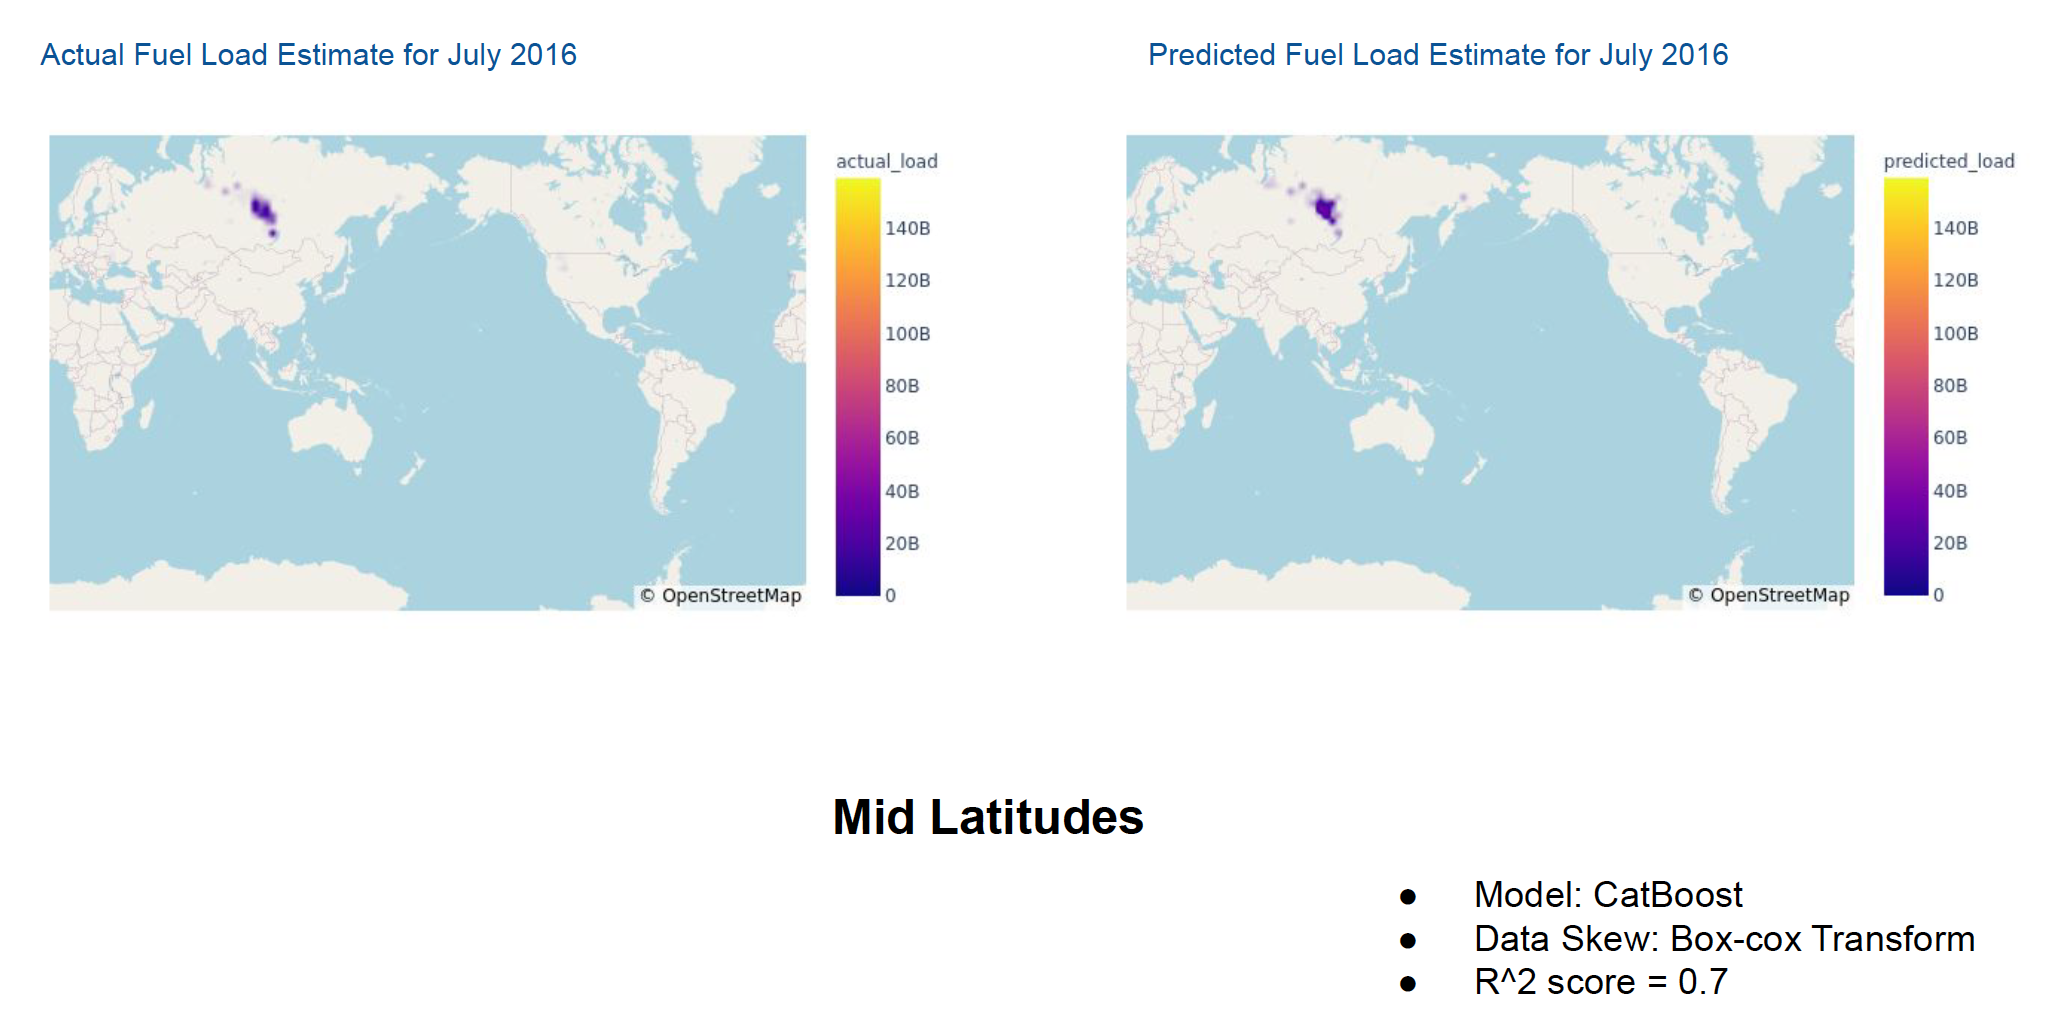 Actual Fuel Load Estimate for July 2016
Predicted Fuel Load Estimate for July 2016
actual_load
140B
120B
100B
80B
60B
40B
20B
0
© OpenStreetMap
predicted_load
140B
120B
100B
80B
60B
40B
20B
0
© OpenStreetMap
Mid Latitudes
● Model: CatBoost
● Data Skew: Box-cox Transform
● R^2 score = 0.7